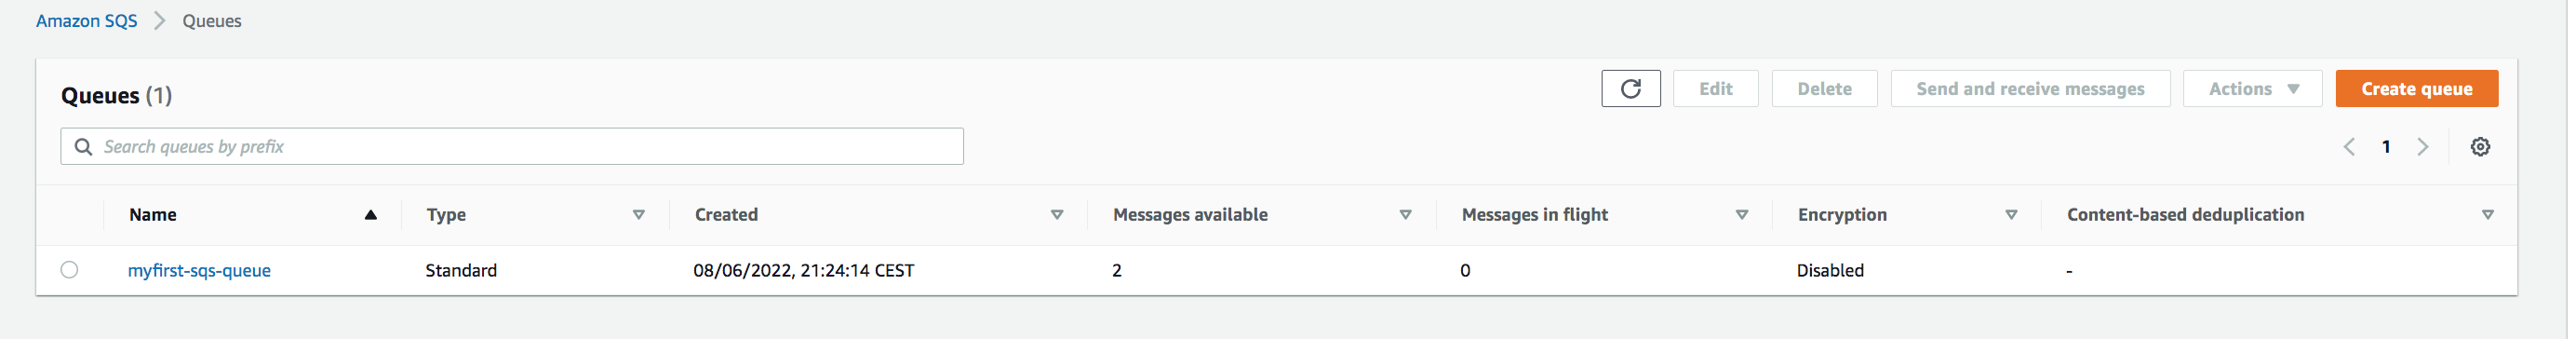 Amazon SQS > Queues
Queues (1)
Edit Delete Send and receive messages Actions Create queue
Search queues by prefix
1
Name Type Created Messages available Messages in flight Encryption Content-based deduplication
myfirst-sqs-queue Standard 08/06/2022, 21:24:14 CEST 2 0 Disabled -